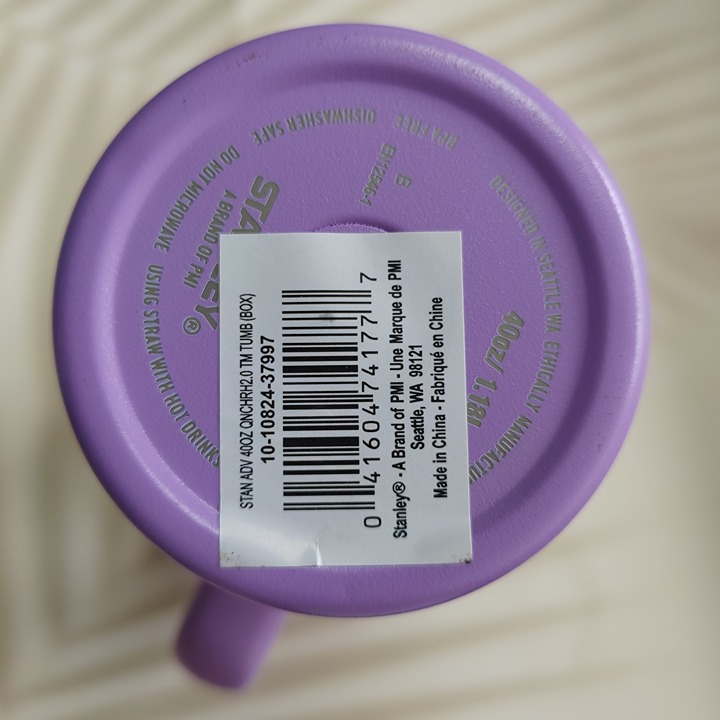 STAN ADV 40OZ QNCHRH2.0 TM TUMB (BOX)
10-10824-37997
0 41604 74177 7
Stanley® - A Brand of PMI - Une Marque de PMI
Seattle, WA 98121
Made in China - Fabriqué en Chine
A BRAND OF PMI
DO NOT MICROWAVE
DISHWASHER SAFE
BPA FREE
USING STRAW WITH HOT DRINKS
B
EN12546-1
DESIGNED IN SEATTLE WA
ETHICALLY
40oz/ 1.18L